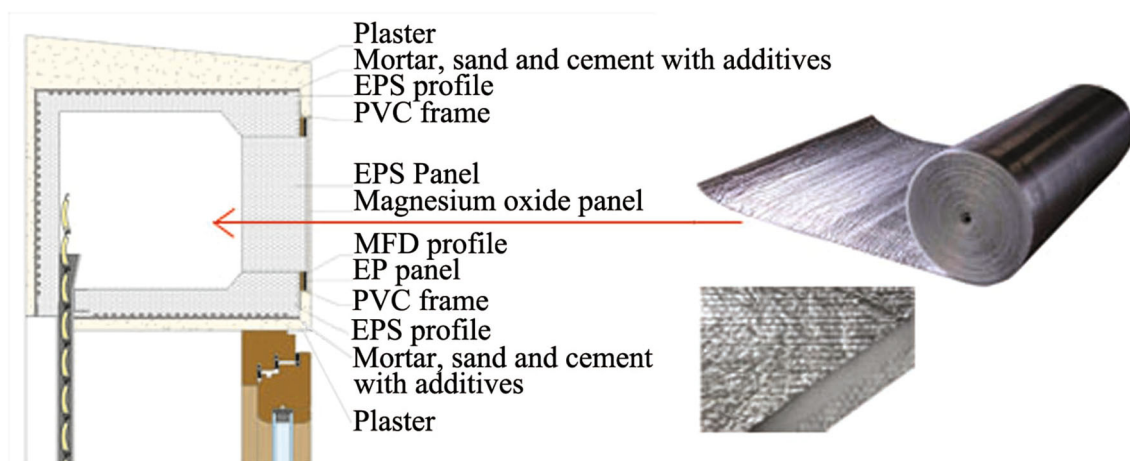 Plaster
Mortar, sand and cement with additives
EPS profile
PVC frame
EPS Panel
Magnesium oxide panel
MFD profile
EP panel
PVC frame
EPS profile
Mortar, sand and cement
with additives
Plaster